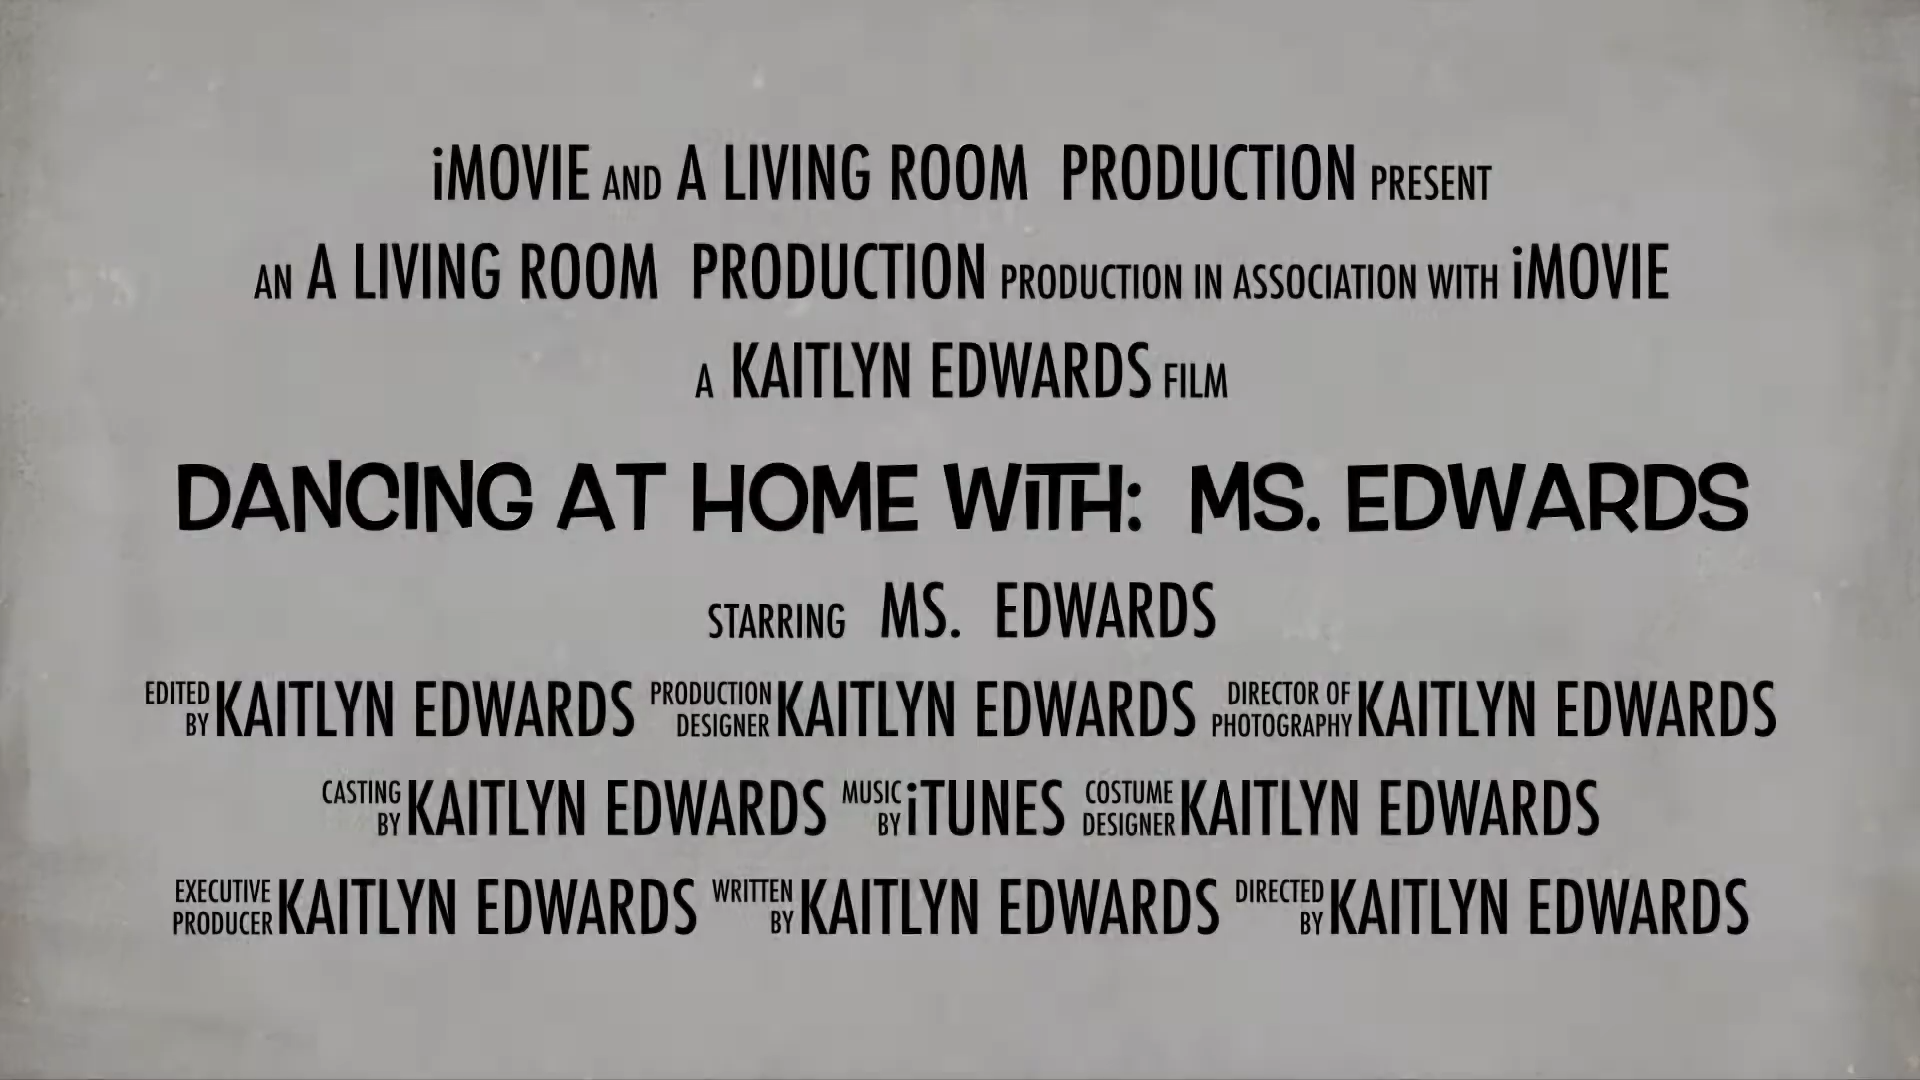 iMOVIE AND A LIVING ROOM PRODUCTION PRESENT
AN A LIVING ROOM PRODUCTION PRODUCTION IN ASSOCIATION WITH iMOVIE
A KAITLYN EDWARDS FILM
DANCING AT HOME WiTH: MS. EDWARDS
STARRING MS. EDWARDS
EDITED BY KAITLYN EDWARDS PRODUCTION DESIGNER KAITLYN EDWARDS DIRECTOR OF PHOTOGRAPHY KAITLYN EDWARDS
CASTING BY KAITLYN EDWARDS MUSIC BY iTUNES COSTUME DESIGNER KAITLYN EDWARDS
EXECUTIVE PRODUCER KAITLYN EDWARDS WRITTEN BY KAITLYN EDWARDS DIRECTED BY KAITLYN EDWARDS